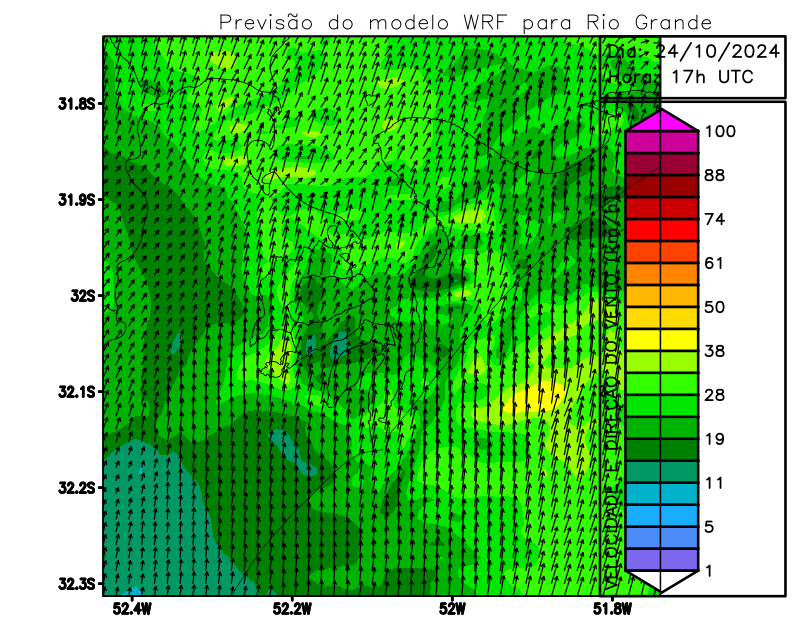 Previsão do modelo WRF para Rio Grande
Dia: 24/10/2024
Hora: 17h UTC
31.8S
31.9S
32S
32.1S
32.2S
32.3S
52.4W
52.2W
52W
51.8W
VELOCIDADE E DIREÇÃO DO VENTO (km/h)
100
88
74
61
50
38
28
19
11
5
1